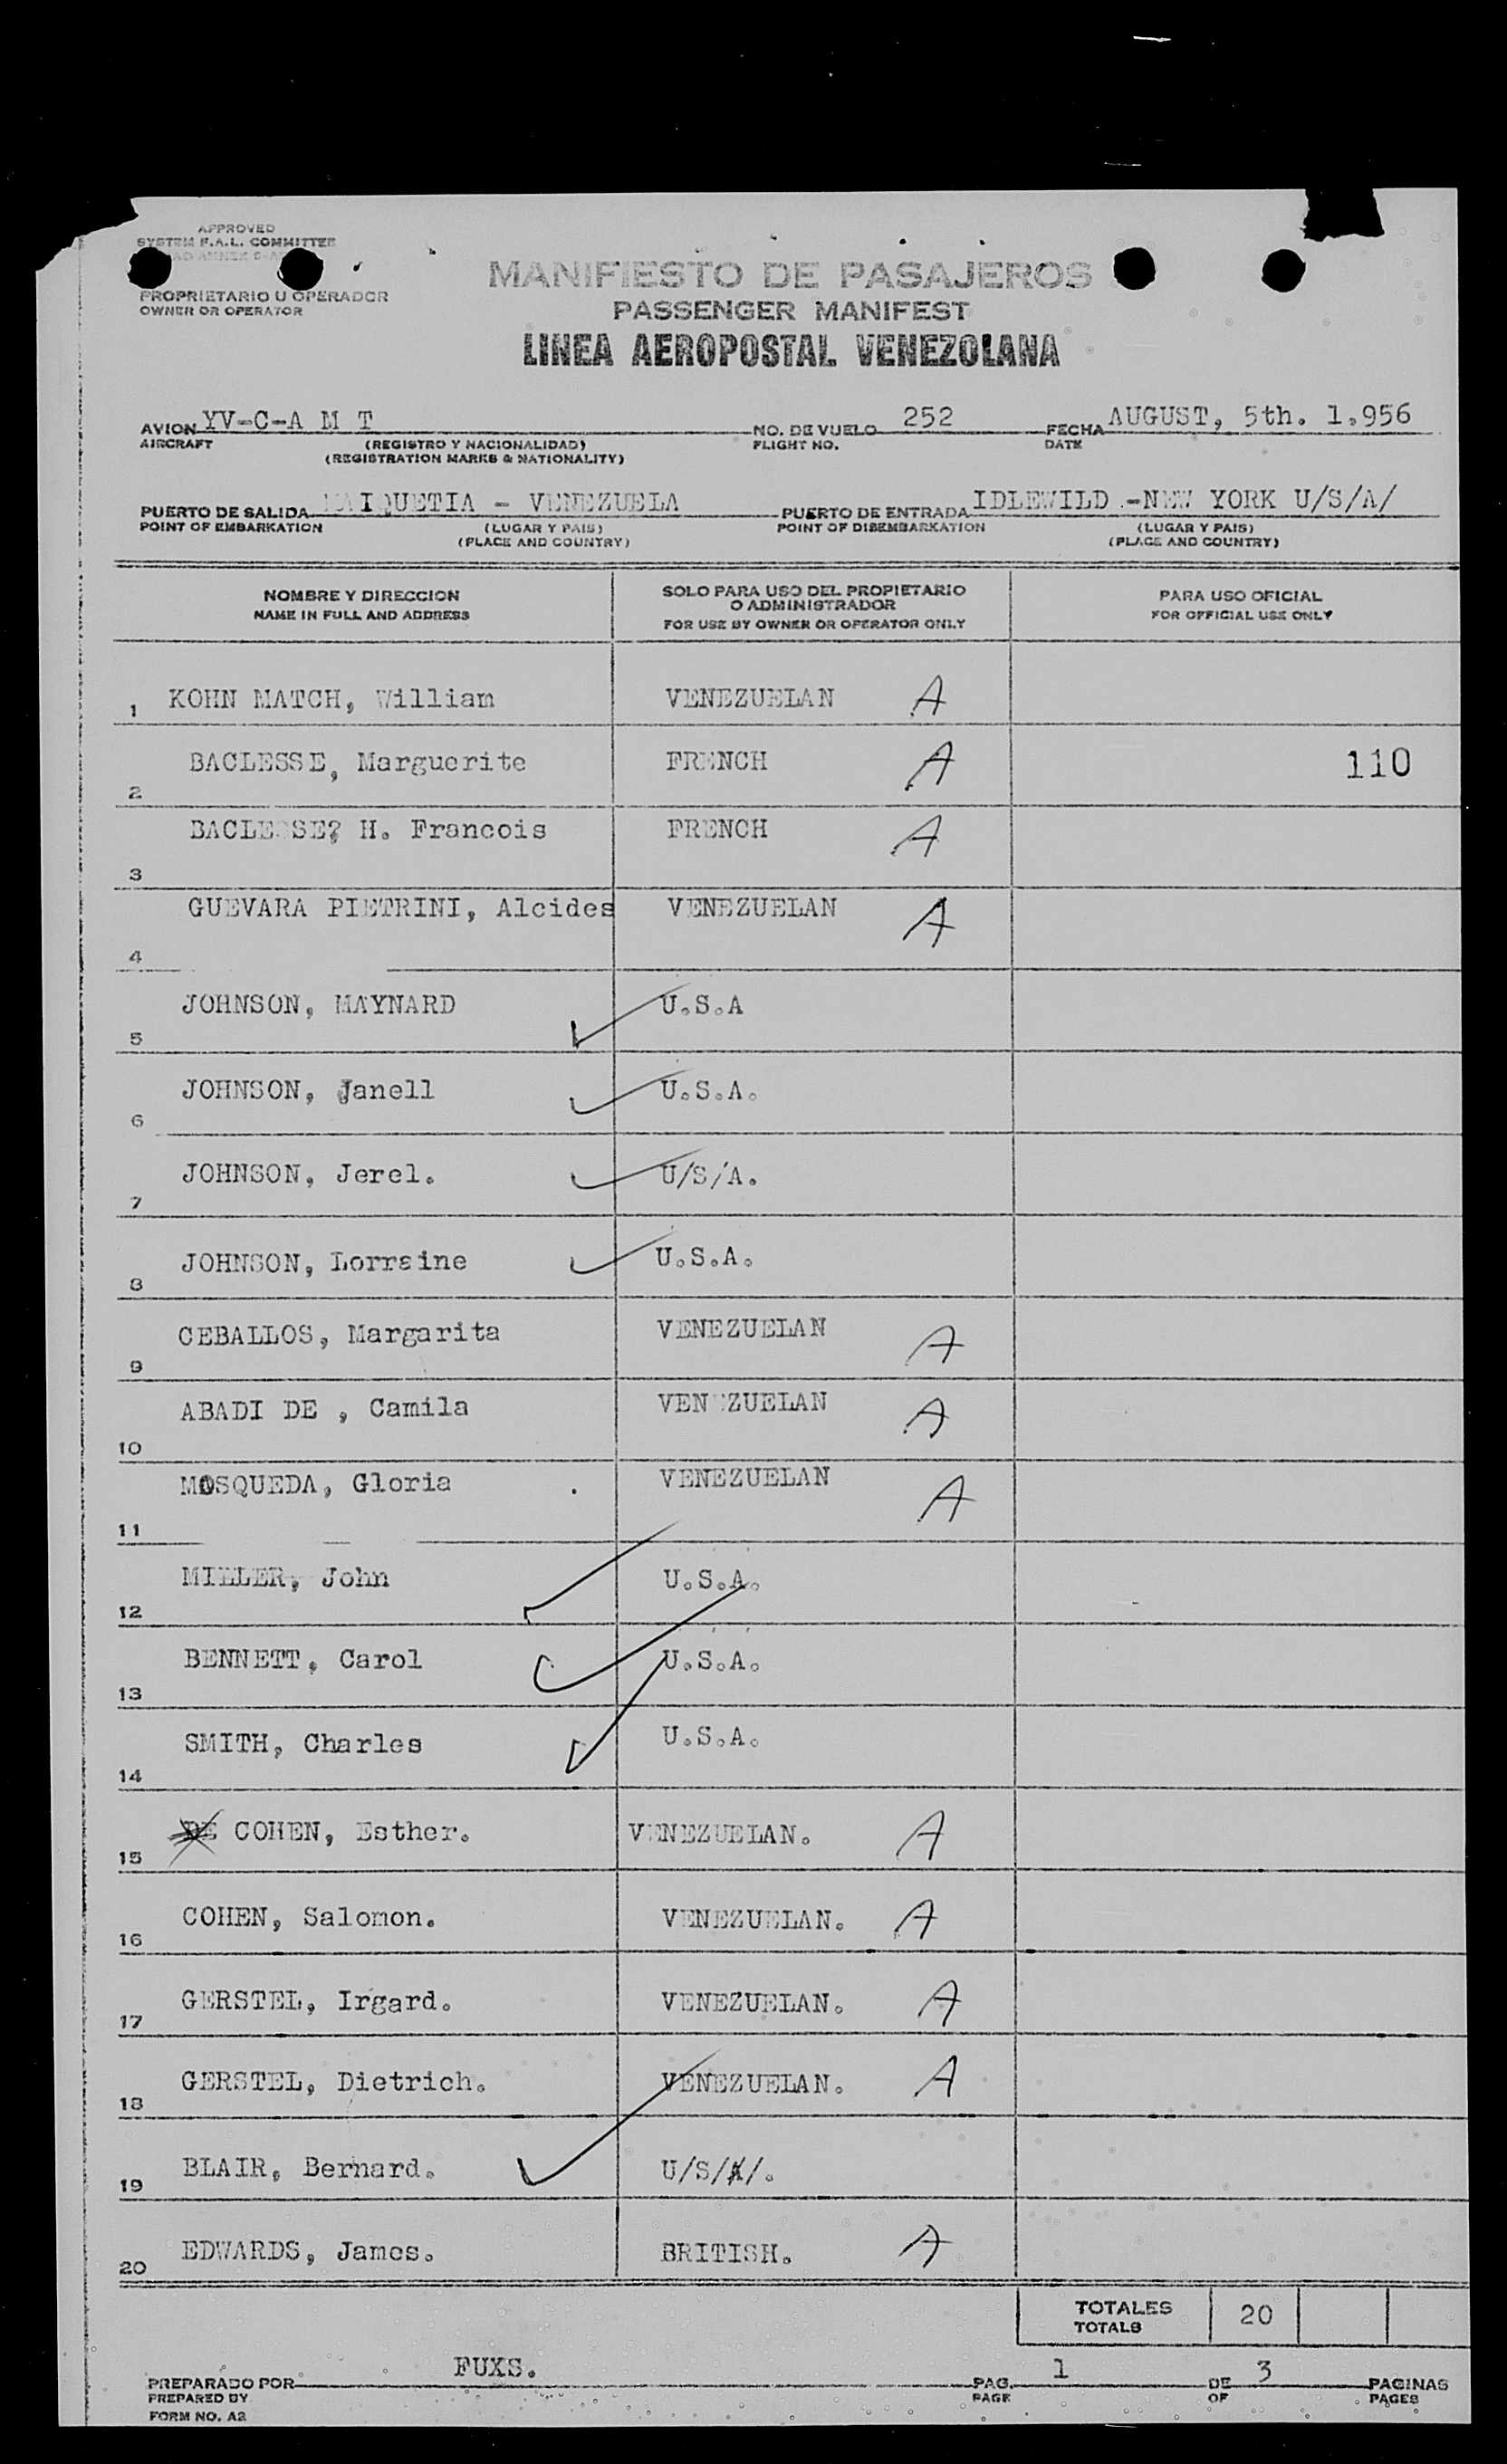 APPROVED
SYSTEM F.A.L. COMMITTEE
PROPRIETARIO U OPERADOR
OWNER OR OPERATOR
MANIFIESTO DE PASAJEROS
PASSENGER MANIFEST
LINEA AEROPOSTAL VENEZOLANA
AVION YV-C-A M T NO. DE VUELO 252 FECHA AUGUST, 5th. 1.956
AIRCRAFT (REGISTRO Y NACIONALIDAD) FLIGHT NO. DATE
(REGISTRATION MARKS & NATIONALITY)
PUERTO DE SALIDA MAIQUETIA - VENEZUELA PUERTO DE ENTRADA IDLEWILD -NEW YORK U/S/A/
POINT OF EMBARKATION (LUGAR Y PAIS) POINT OF DISEMBARKATION (LUGAR Y PAIS)
(PLACE AND COUNTRY) (PLACE AND COUNTRY)
NOMBRE Y DIRECCION SOLO PARA USO DEL PROPIETARIO O ADMINISTRADOR PARA USO OFICIAL
NAME IN FULL AND ADDRESS FOR USE BY OWNER OR OPERATOR ONLY FOR OFFICIAL USE ONLY
1 KOHN MATCH, William VENEZUELAN A
2 BACLESSE, Marguerite FRENCH A 110
3 BACLESSE? H. Francois FRENCH A
4 GUEVARA PIETRINI, Alcides VENEZUELAN A
5 JOHNSON, MAYNARD U.S.A
6 JOHNSON, Janell U.S.A.
7 JOHNSON, Jerel. U/S/A.
8 JOHNSON, Lorraine U.S.A.
9 CEBALLOS, Margarita VENEZUELAN A
10 ABADI DE , Camila VENEZUELAN A
11 MOSQUEDA, Gloria VENEZUELAN A
12 MILLER, John U.S.A.
13 BENNETT, Carol U.S.A.
14 SMITH, Charles U.S.A.
15 DE COHEN, Esther. VENEZUELAN. A
16 COHEN, Salomon. VENEZUELAN. A
17 GERSTEL, Irgard. VENEZUELAN. A
18 GERSTEL, Dietrich. VENEZUELAN. A
19 BLAIR, Bernard. U/S/A/.
20 EDWARDS, James. BRITISH. A
TOTALES 20
TOTALS
PREPARADO POR FUXS. PAG. 1 DE 3 PAGINAS
PREPARED BY PAGE OF PAGES
FORM NO. A2